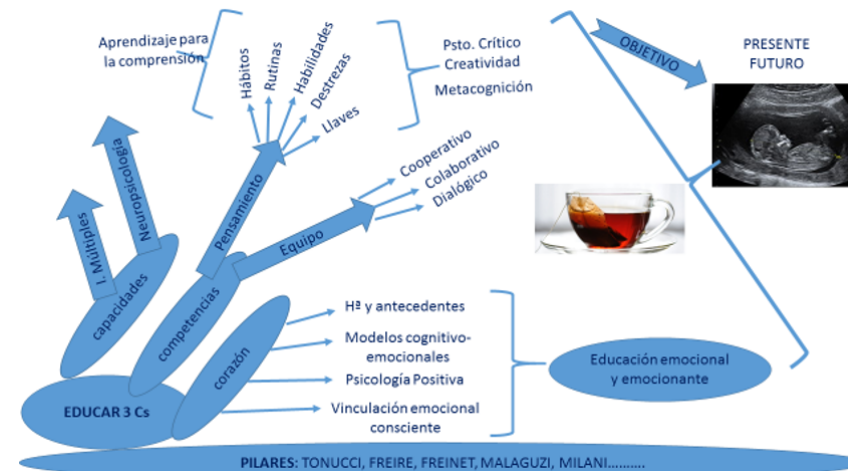 Aprendizaje para
la comprensión
Hábitos
Rutinas
Habilidades
Destrezas
Llaves
Psto. Crítico
Creatividad
Metacognición
OBJETIVO
PRESENTE
FUTURO
I. Múltiples
Neuropsicología
Pensamiento
Equipo
Cooperativo
Colaborativo
Dialógico
capacidades
competencias
corazón
Hª y antecedentes
Modelos cognitivo-
emocionales
Psicología Positiva
Vinculación emocional
consciente
Educación emocional
y emocionante
EDUCAR 3 Cs
PILARES: TONUCCI, FREIRE, FREINET, MALAGUZI, MILANI..........